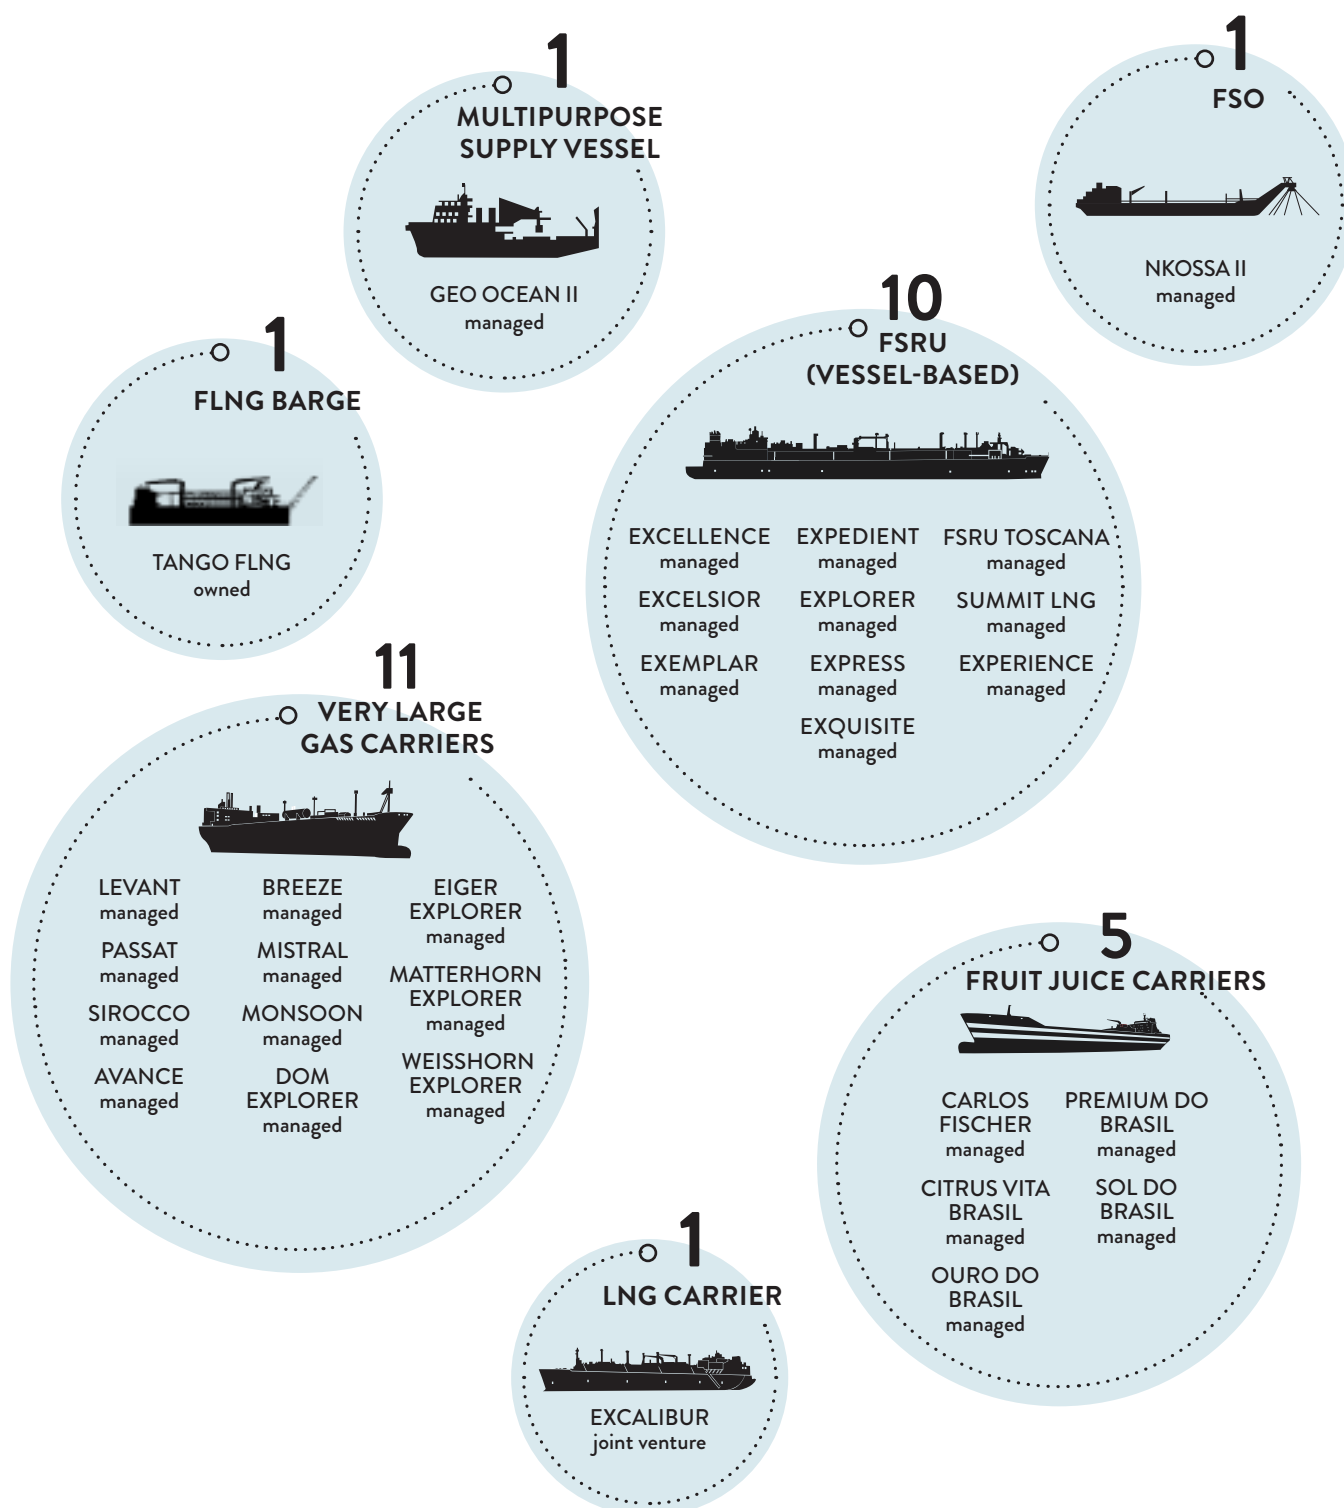 1
MULTIPURPOSE
SUPPLY VESSEL
GEO OCEAN II
managed
1
FSO
NKOSSA II
managed
1
FLNG BARGE
TANGO FLNG
owned
10
FSRU
(VESSEL-BASED)
EXCELLENCE
managed
EXCELSIOR
managed
EXEMPLAR
managed
EXPEDIENT
managed
EXPLORER
managed
EXPRESS
managed
EXQUISITE
managed
FSRU TOSCANA
managed
SUMMIT LNG
managed
EXPERIENCE
managed
11
VERY LARGE
GAS CARRIERS
LEVANT
managed
PASSAT
managed
SIROCCO
managed
AVANCE
managed
BREEZE
managed
MISTRAL
managed
MONSOON
managed
DOM
EXPLORER
managed
EIGER
EXPLORER
managed
MATTERHORN
EXPLORER
managed
WEISSHORN
EXPLORER
managed
5
FRUIT JUICE CARRIERS
CARLOS
FISCHER
managed
CITRUS VITA
BRASIL
managed
OURO DO
BRASIL
managed
PREMIUM DO
BRASIL
managed
SOL DO
BRASIL
managed
1
LNG CARRIER
EXCALIBUR
joint venture